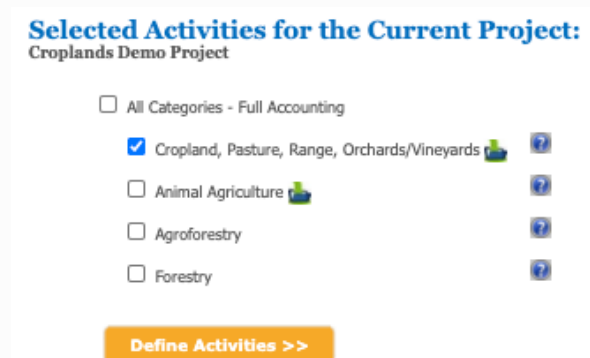 Selected Activities for the Current Project:
Croplands Demo Project
All Categories - Full Accounting
Cropland, Pasture, Range, Orchards/Vineyards
?
Animal Agriculture
?
Agroforestry
?
Forestry
?
Define Activities >>